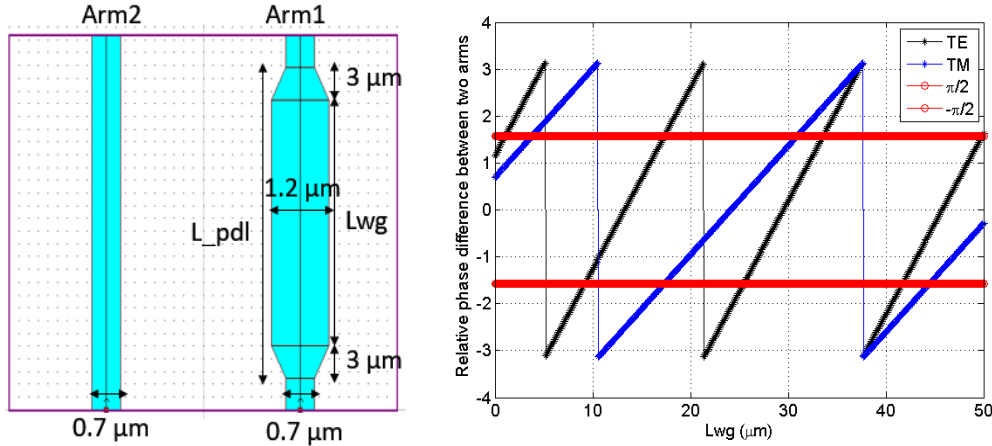 Arm2
Arm1
3 μm
1.2 μm
L_pdl
Lwg
3 μm
0.7 μm
0.7 μm
Relative phase difference between two arms
4
3
2
1
0
-1
-2
-3
-4
0
10
20
30
40
50
Lwg (μm)
TE
TM
π/2
-π/2